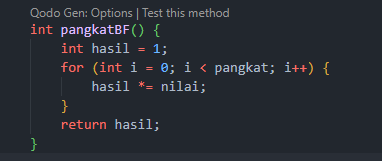 Qodo Gen: Options | Test this method
int pangkatBF() {
    int hasil = 1;
    for (int i = 0; i < pangkat; i++) {
        hasil *= nilai;
    }
    return hasil;
}